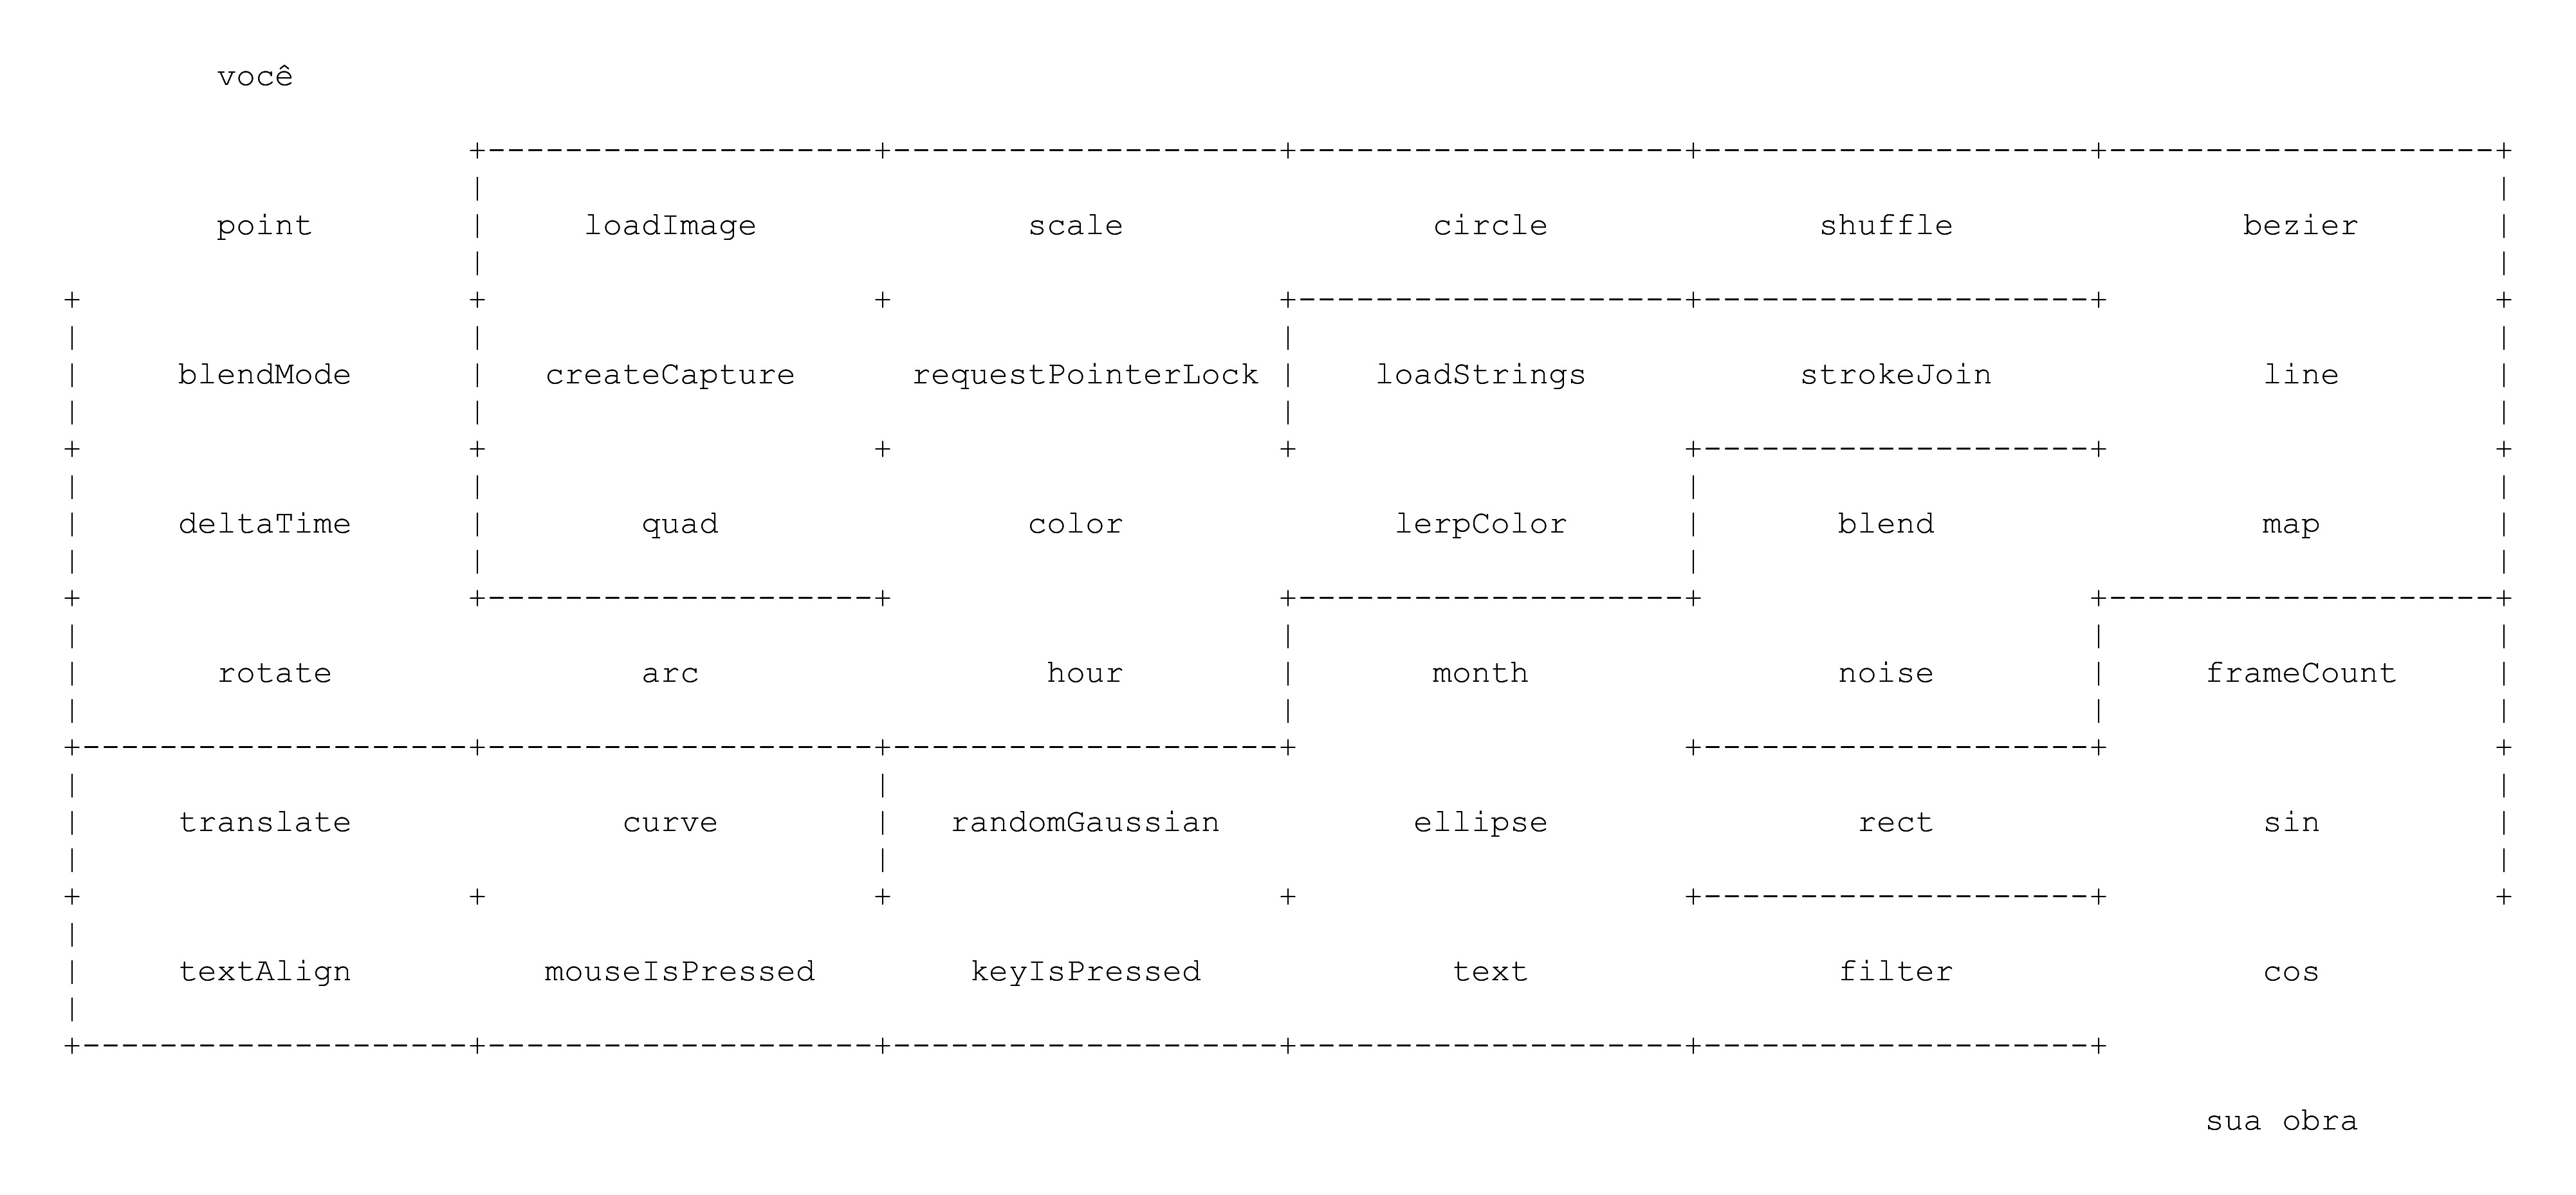 você
point loadImage scale circle shuffle bezier
blendMode createCapture requestPointerLock loadStrings strokeJoin line
deltaTime quad color lerpColor blend map
rotate arc hour month noise frameCount
translate curve randomGaussian ellipse rect sin
textAlign mouseIsPressed keyIsPressed text filter cos
sua obra